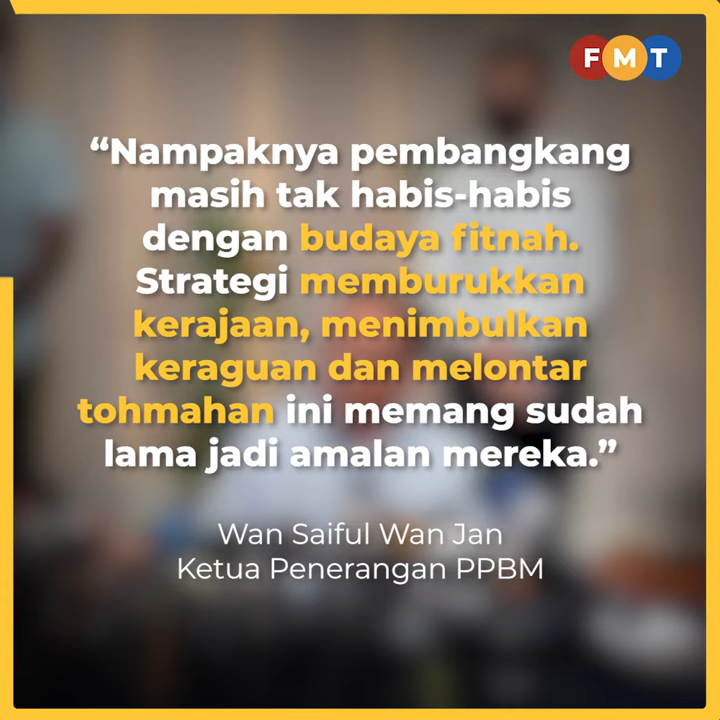 FMT
“Nampaknya pembangkang
masih tak habis-habis
dengan budaya fitnah.
Strategi memburukkan
kerajaan, menimbulkan
keraguan dan melontar
tohmahan ini memang sudah
lama jadi amalan mereka.”
Wan Saiful Wan Jan
Ketua Penerangan PPBM